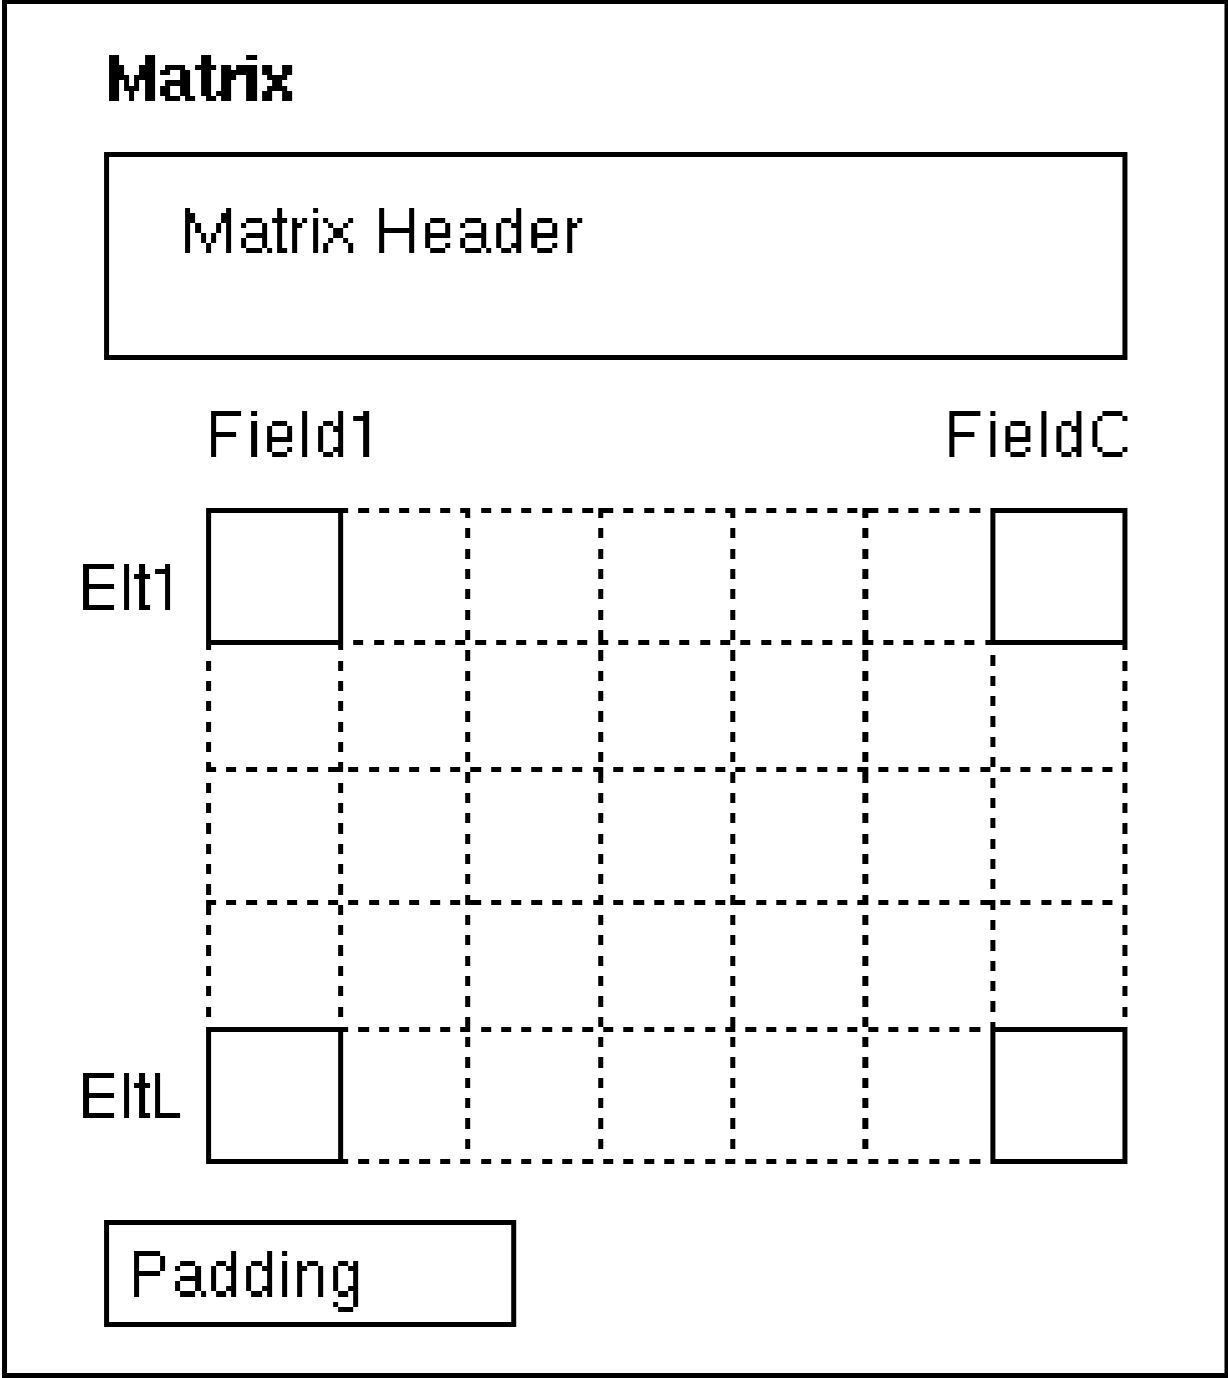 Matrix
Matrix Header
Field1 FieldC
Elt1
EltL
Padding